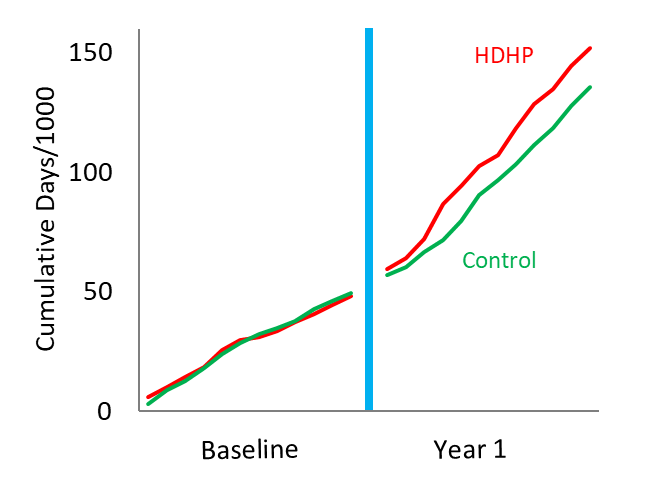 150
HDHP
100
Cumulative Days/1000
Control
50
0
Baseline
Year 1